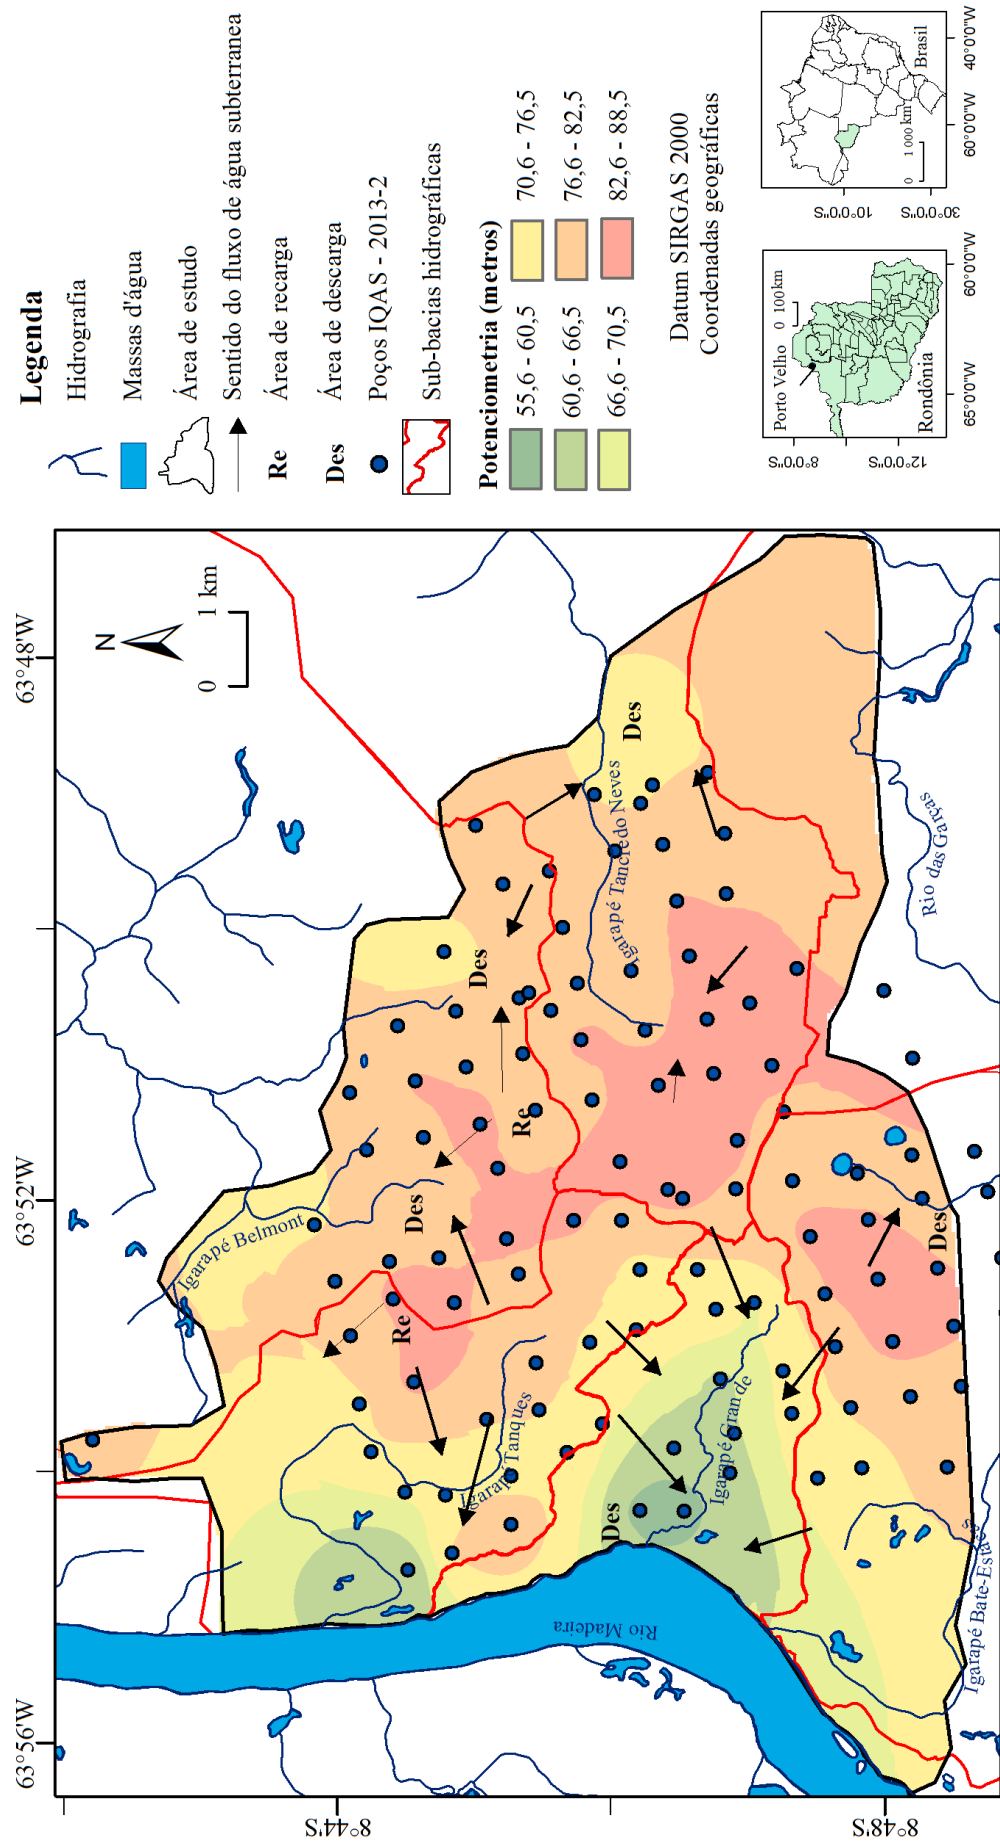 63°56'W
63°52'W
63°48'W
8°44'S
8°48'S
N
0 1 km
Igarapé Belmont
Re
Des
Re
Des
Igarapé Tanques
Igarapé Tancredo Neves
Des
Des
Igarapé Grande
Rio Madeira
Des
Rio das Garças
Igarapé Bate-Estacas
Legenda
Hidrografia
Massas d'água
Área de estudo
Sentido do fluxo de água subterranea
Re Área de recarga
Des Área de descarga
Poços IQAS - 2013-2
Sub-bacias hidrográficas
Potenciometria (metros)
55,6 - 60,5
70,6 - 76,5
60,6 - 66,5
76,6 - 82,5
66,6 - 70,5
82,6 - 88,5
Datum SIRGAS 2000
Coordenadas geográficas
Porto Velho
0 100 km
8°0'0"S
12°0'0"S
Rondônia
65°0'0"W
60°0'0"W
10°0'0"S
30°0'0"S
0 1 000 km
Brasil
60°0'0"W
40°0'0"W